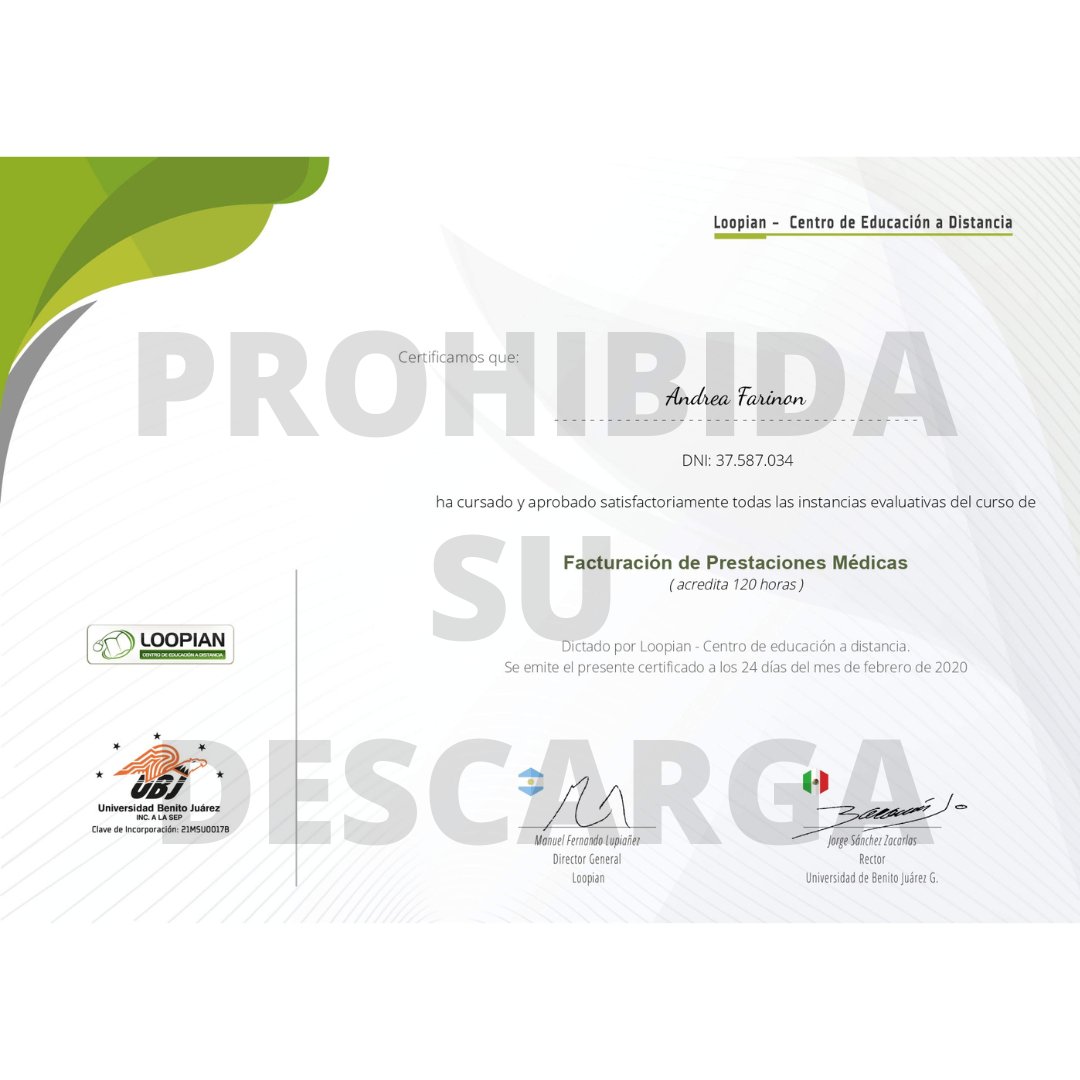 Loopian - Centro de Educación a Distancia
PROHIBIDA
Certificamos que:
Andrea Farinon
DNI: 37.587.034
ha cursado y aprobado satisfactoriamente todas las instancias evaluativas del curso de
SU
Facturación de Prestaciones Médicas
( acredita 120 horas )
LOOPIAN
CENTRO DE EDUCACIÓN A DISTANCIA
Dictado por Loopian - Centro de educación a distancia.
Se emite el presente certificado a los 24 días del mes de febrero de 2020
DESCARGA
UBJ
Universidad Benito Juárez
INC. A LA SEP
Clave de Incorporación: 21MSU0017B
Manuel Fernando Lupiañez
Director General
Loopian
Jorge Sánchez Zacarías
Rector
Universidad de Benito Juárez G.